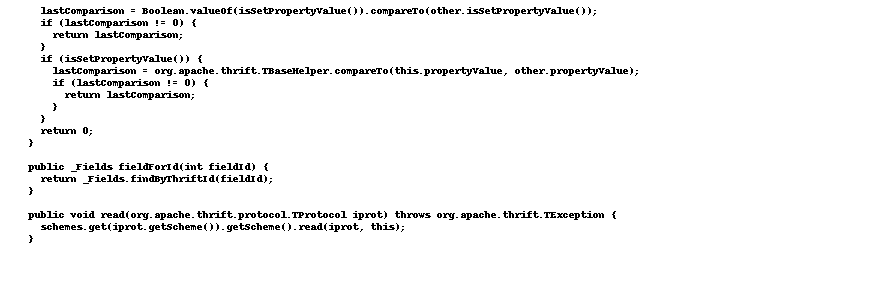 lastComparison = Boolean.valueOf(isSetPropertyValue()).compareTo(other.isSetPropertyValue());
if (lastComparison != 0) {
return lastComparison;
}
if (isSetPropertyValue()) {
lastComparison = org.apache.thrift.TBaseHelper.compareTo(this.propertyValue, other.propertyValue);
if (lastComparison != 0) {
return lastComparison;
}
}
return 0;
}
public _Fields fieldForId(int fieldId) {
return _Fields.findByThriftId(fieldId);
}
public void read(org.apache.thrift.protocol.TProtocol iprot) throws org.apache.thrift.TException {
schemes.get(iprot.getScheme()).getScheme().read(iprot, this);
}